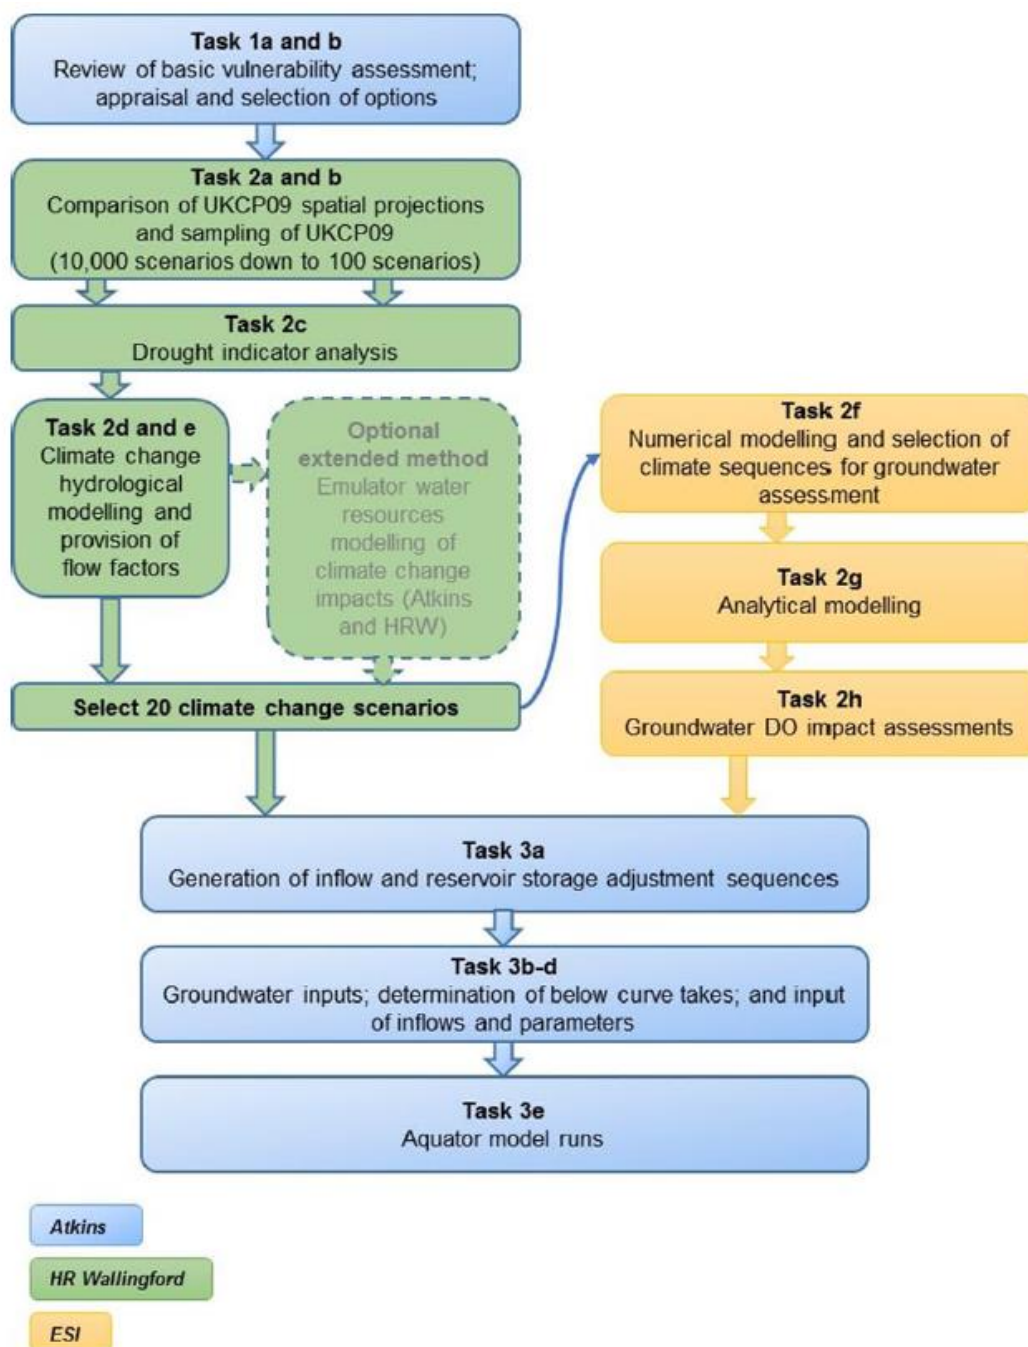 Task 1a and b
Review of basic vulnerability assessment;
appraisal and selection of options
Task 2a and b
Comparison of UKCP09 spatial projections
and sampling of UKCP09
(10,000 scenarios down to 100 scenarios)
Task 2c
Drought indicator analysis
Task 2d and e
Climate change
hydrological
modelling and
provision of
flow factors
Optional
extended method
Emulator water
resources
modelling of
climate change
impacts (Atkins
and HRW)
Select 20 climate change scenarios
Task 2f
Numerical modelling and selection of
climate sequences for groundwater
assessment
Task 2g
Analytical modelling
Task 2h
Groundwater DO impact assessments
Task 3a
Generation of inflow and reservoir storage adjustment sequences
Task 3b-d
Groundwater inputs; determination of below curve takes; and input
of inflows and parameters
Task 3e
Aquator model runs
Atkins
HR Wallingford
ESI